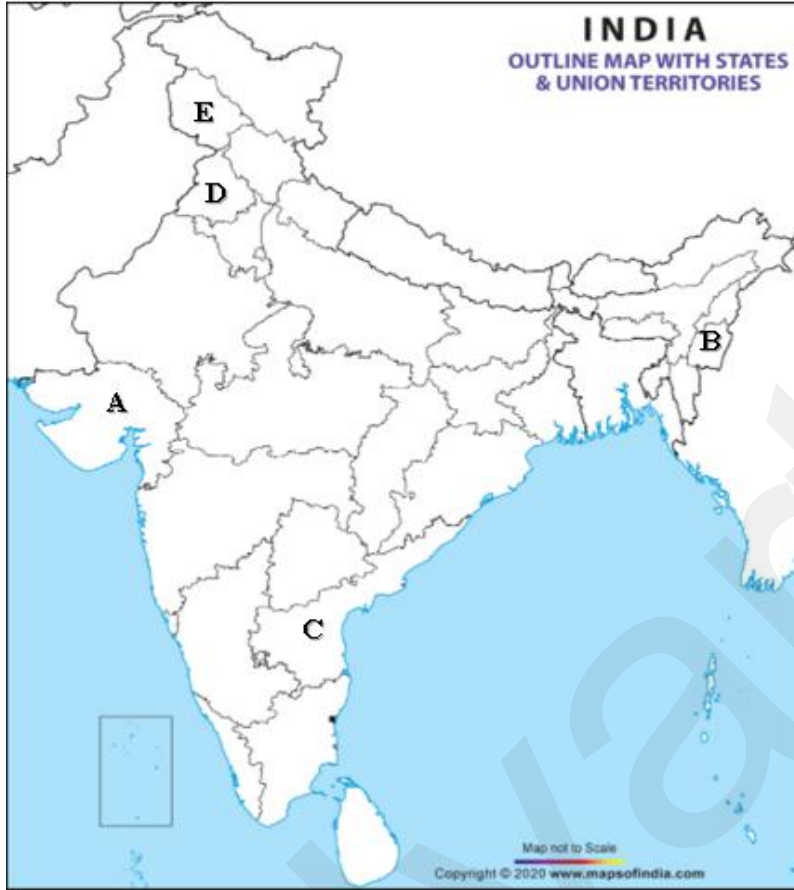 INDIA
OUTLINE MAP WITH STATES
& UNION TERRITORIES
E
D
B
A
C
Map not to Scale
Copyright © 2020 www.mapsofindia.com